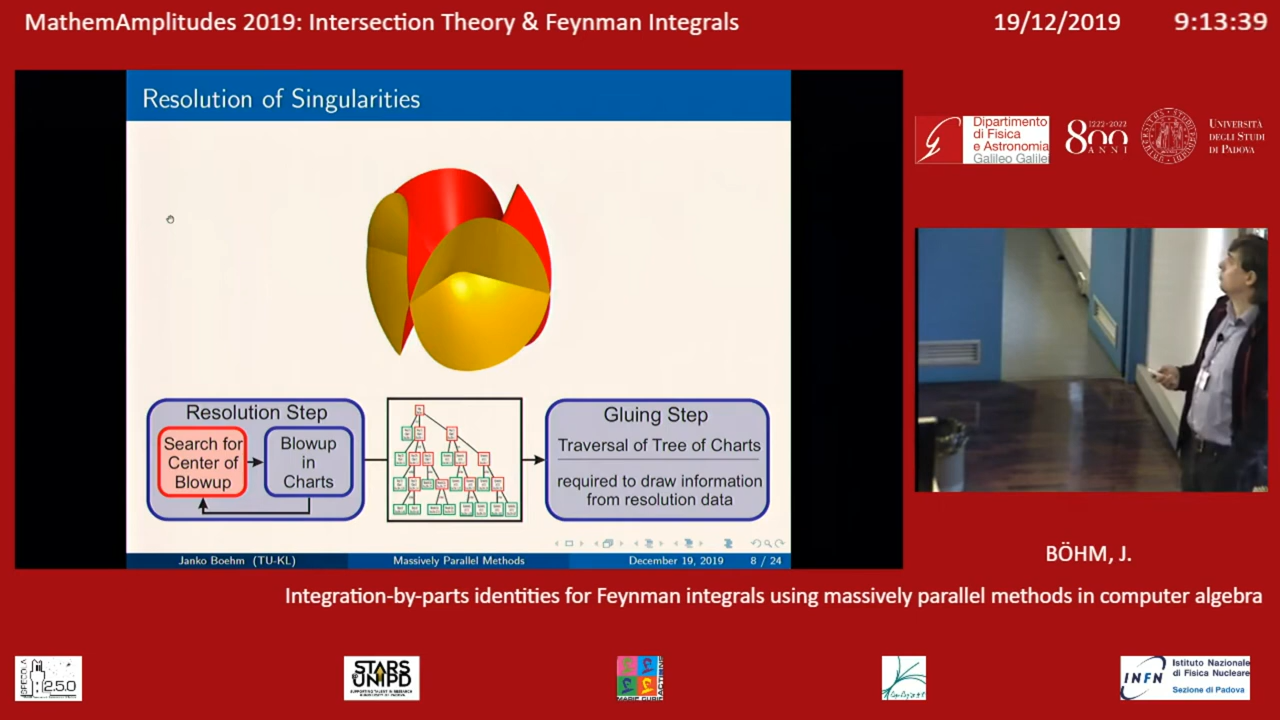 MathemAmplitudes 2019: Intersection Theory & Feynman Integrals
19/12/2019
9:13:39
Resolution of Singularities
Dipartimento
di Fisica
e Astronomia
Galileo Galile
1222-2022
800
ANNI
UNIVERSITÀ
DEGLI STUDI
DI PADOVA
Resolution Step
Search for
Center of
Blowup
Blowup
in
Charts
Gluing Step
Traversal of Tree of Charts
required to draw information
from resolution data
Janko Boehm (TU-KL)
Massively Parallel Methods
December 19, 2019
8 / 24
BÖHM, J.
Integration-by-parts identities for Feynman integrals using massively parallel methods in computer algebra
STARS
UNIPD
INFN
Istituto Nazionale
di Fisica Nucleare
Sezione di Padova